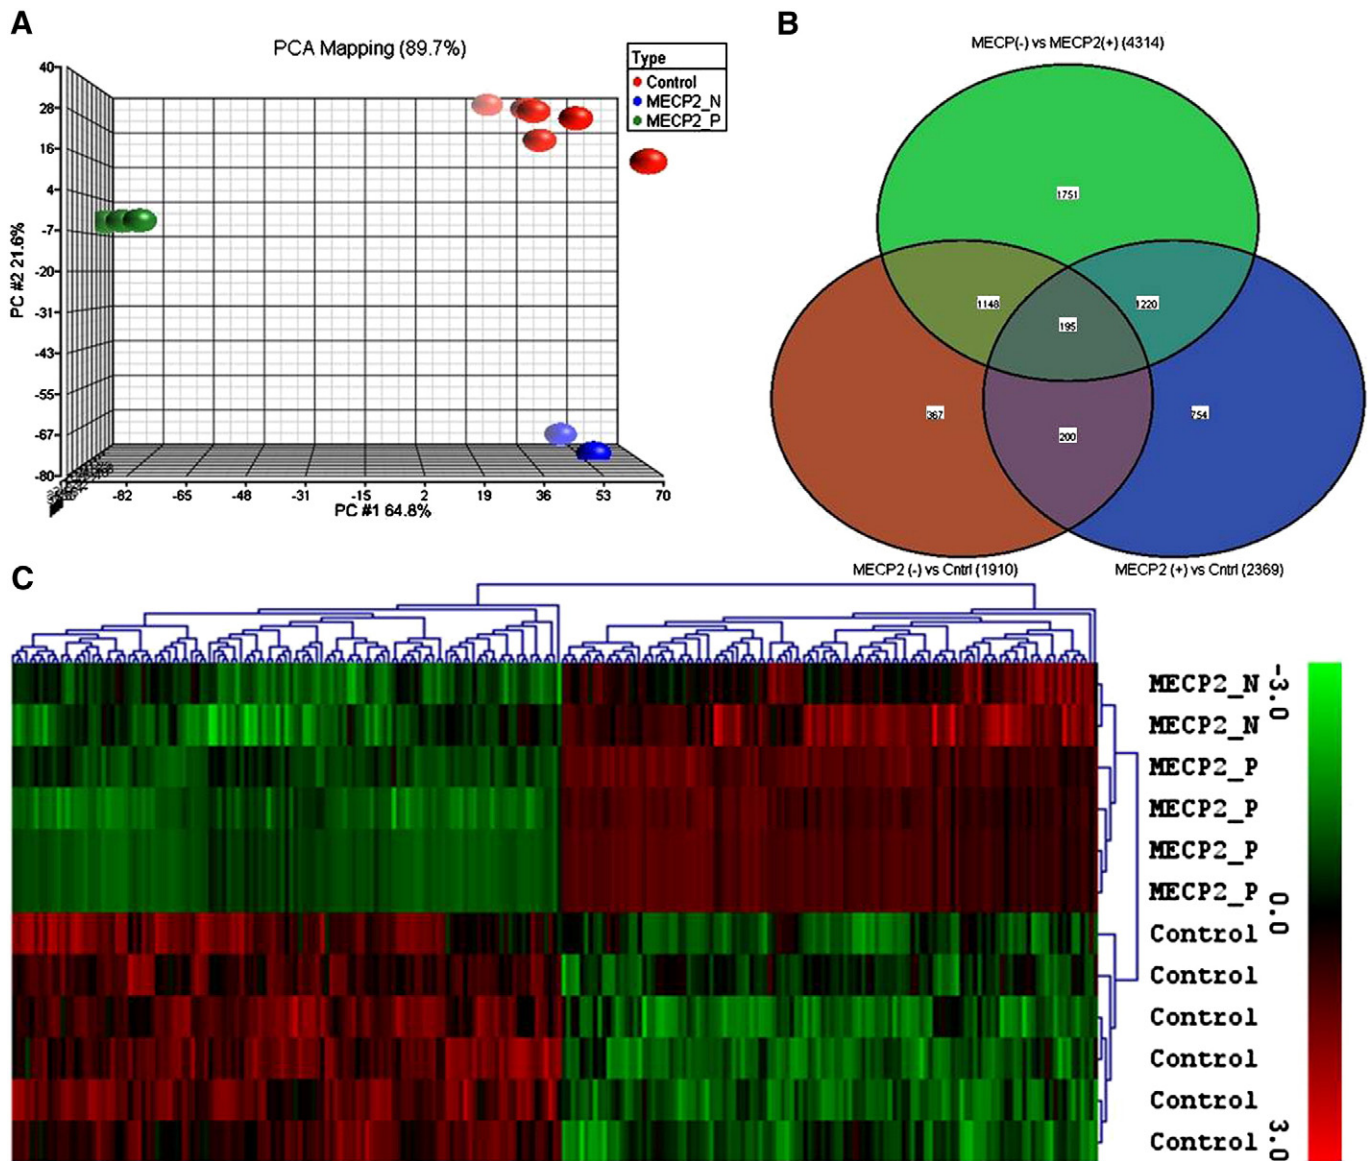 A
PCA Mapping (89.7%)
Type
Control
MECP2_N
MECP2_P
40
28
16
4
-7
-20
-31
-43
-55
-67
-80
PC #2 21.6%
-82 -65 -48 -31 -15 2 19 36 53 70
PC #1 64.8%
B
MECP(-) vs MECP2(+) (4314)
1751
1148
1220
195
367
754
200
MECP2 (-) vs Cntrl (1910)
MECP2 (+) vs Cntrl (2369)
C
MECP2_N
MECP2_N
MECP2_P
MECP2_P
MECP2_P
MECP2_P
Control
Control
Control
Control
Control
Control
-3.0
0.0
3.0